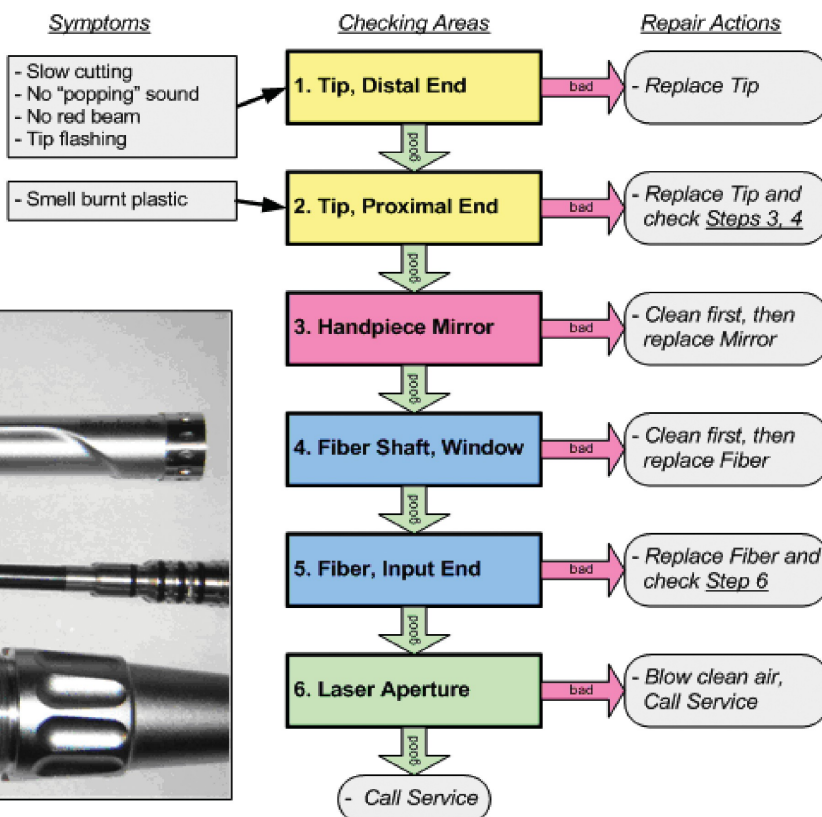 Symptoms
Checking Areas
Repair Actions
- Slow cutting
- No “popping” sound
- No red beam
- Tip flashing
1. Tip, Distal End
bad
- Replace Tip
good
- Smell burnt plastic
2. Tip, Proximal End
bad
- Replace Tip and
check Steps 3, 4
good
3. Handpiece Mirror
bad
- Clean first, then
replace Mirror
good
4. Fiber Shaft, Window
bad
- Clean first, then
replace Fiber
good
5. Fiber, Input End
bad
- Replace Fiber and
check Step 6
good
6. Laser Aperture
bad
- Blow clean air,
Call Service
good
- Call Service